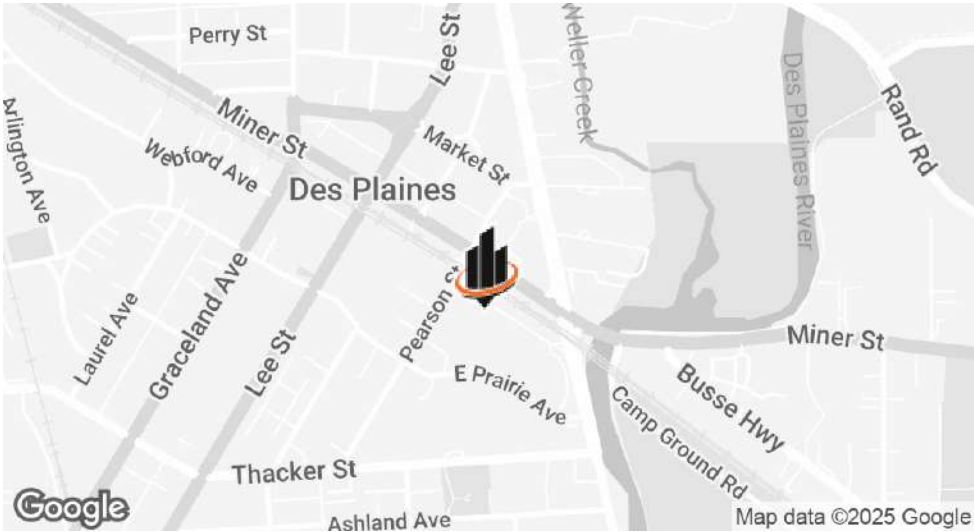 Perry St
Lee St
Weller Creek
Des Plaines River
Rand Rd
Arlington Ave
Miner St
Webford Ave
Market St
Des Plaines
Pearson St
Graceland Ave
Laurel Ave
Lee St
E Prairie Ave
Miner St
Busse Hwy
Camp Ground Rd
Thacker St
Ashland Ave
Google
Map data ©2025 Google